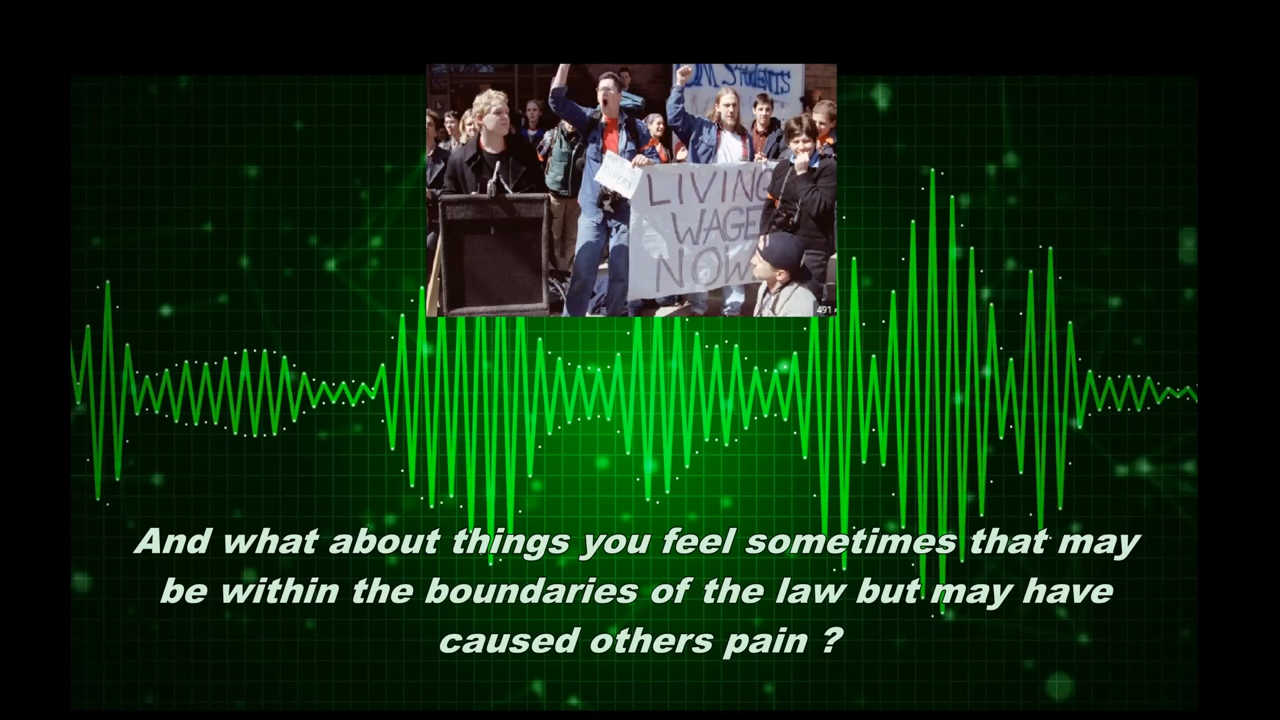 Students
LIVING
WAGE
NOW
491
And what about things you feel sometimes that may
be within the boundaries of the law but may have
caused others pain ?